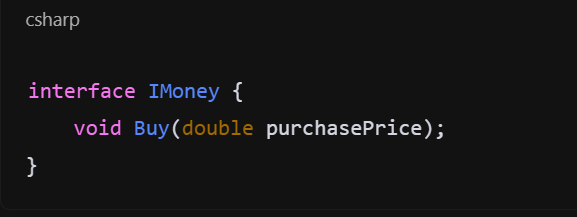 csharp
interface IMoney {
    void Buy(double purchasePrice);
}